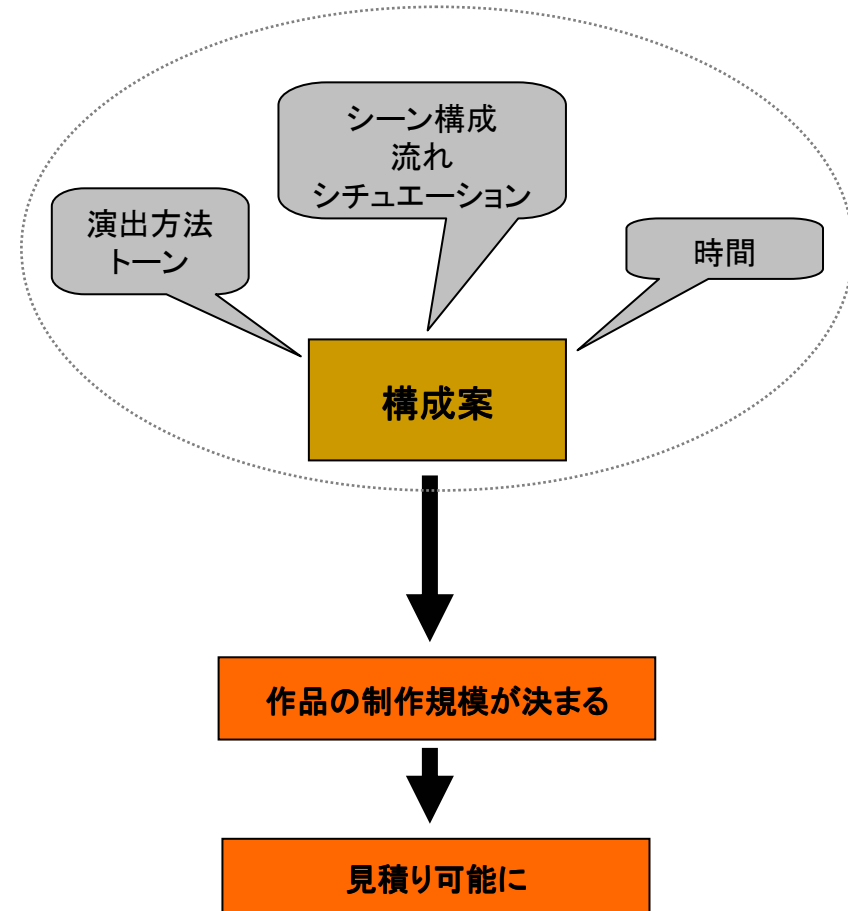 シーン構成
流れ
シチュエーション
演出方法
トーン
時間
構成案
作品の制作規模が決まる
見積り可能に